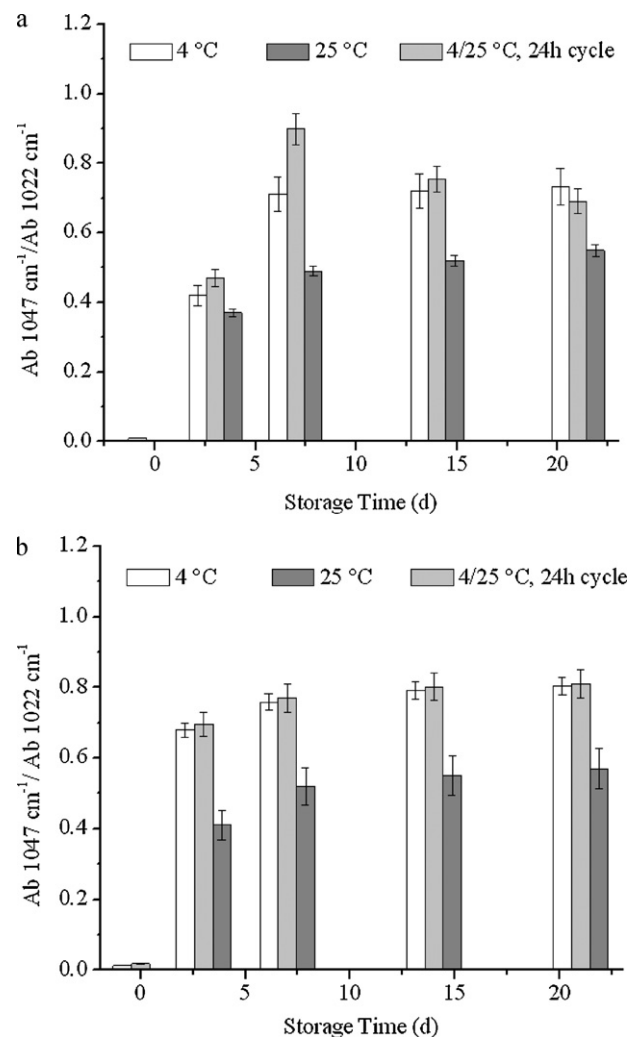 a
4 °C 25 °C 4/25 °C, 24h cycle
Ab 1047 cm⁻¹/Ab 1022 cm⁻¹
1.2
1.0
0.8
0.6
0.4
0.2
0.0
0 5 10 15 20
Storage Time (d)
b
4 °C 25 °C 4/25 °C, 24h cycle
Ab 1047 cm⁻¹/ Ab 1022 cm⁻¹
1.2
1.0
0.8
0.6
0.4
0.2
0.0
0 5 10 15 20
Storage Time (d)